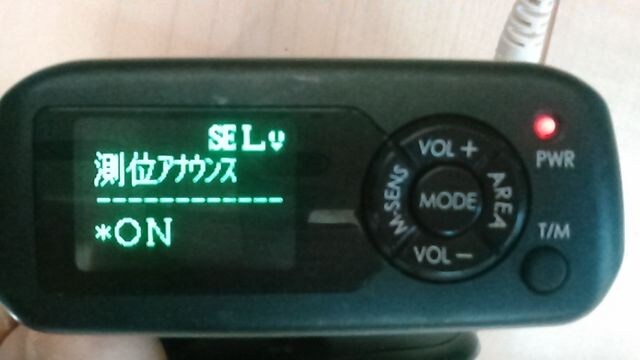 SEL
測位アナウンス
*ON
VOL +
M•SENS
MODE
AREA
VOL −
PWR
T/M